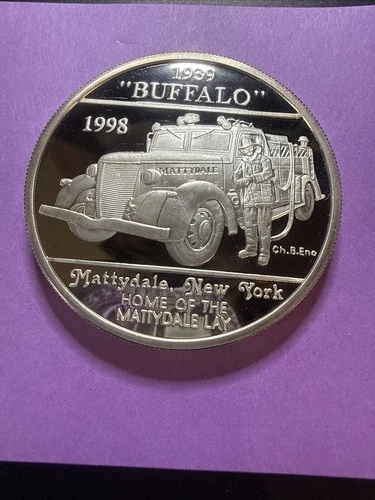 1939
"BUFFALO"
1998
MATTYDALE
Ch.B.Eno
Mattydale, New York
HOME OF THE
MATTYDALE LAY